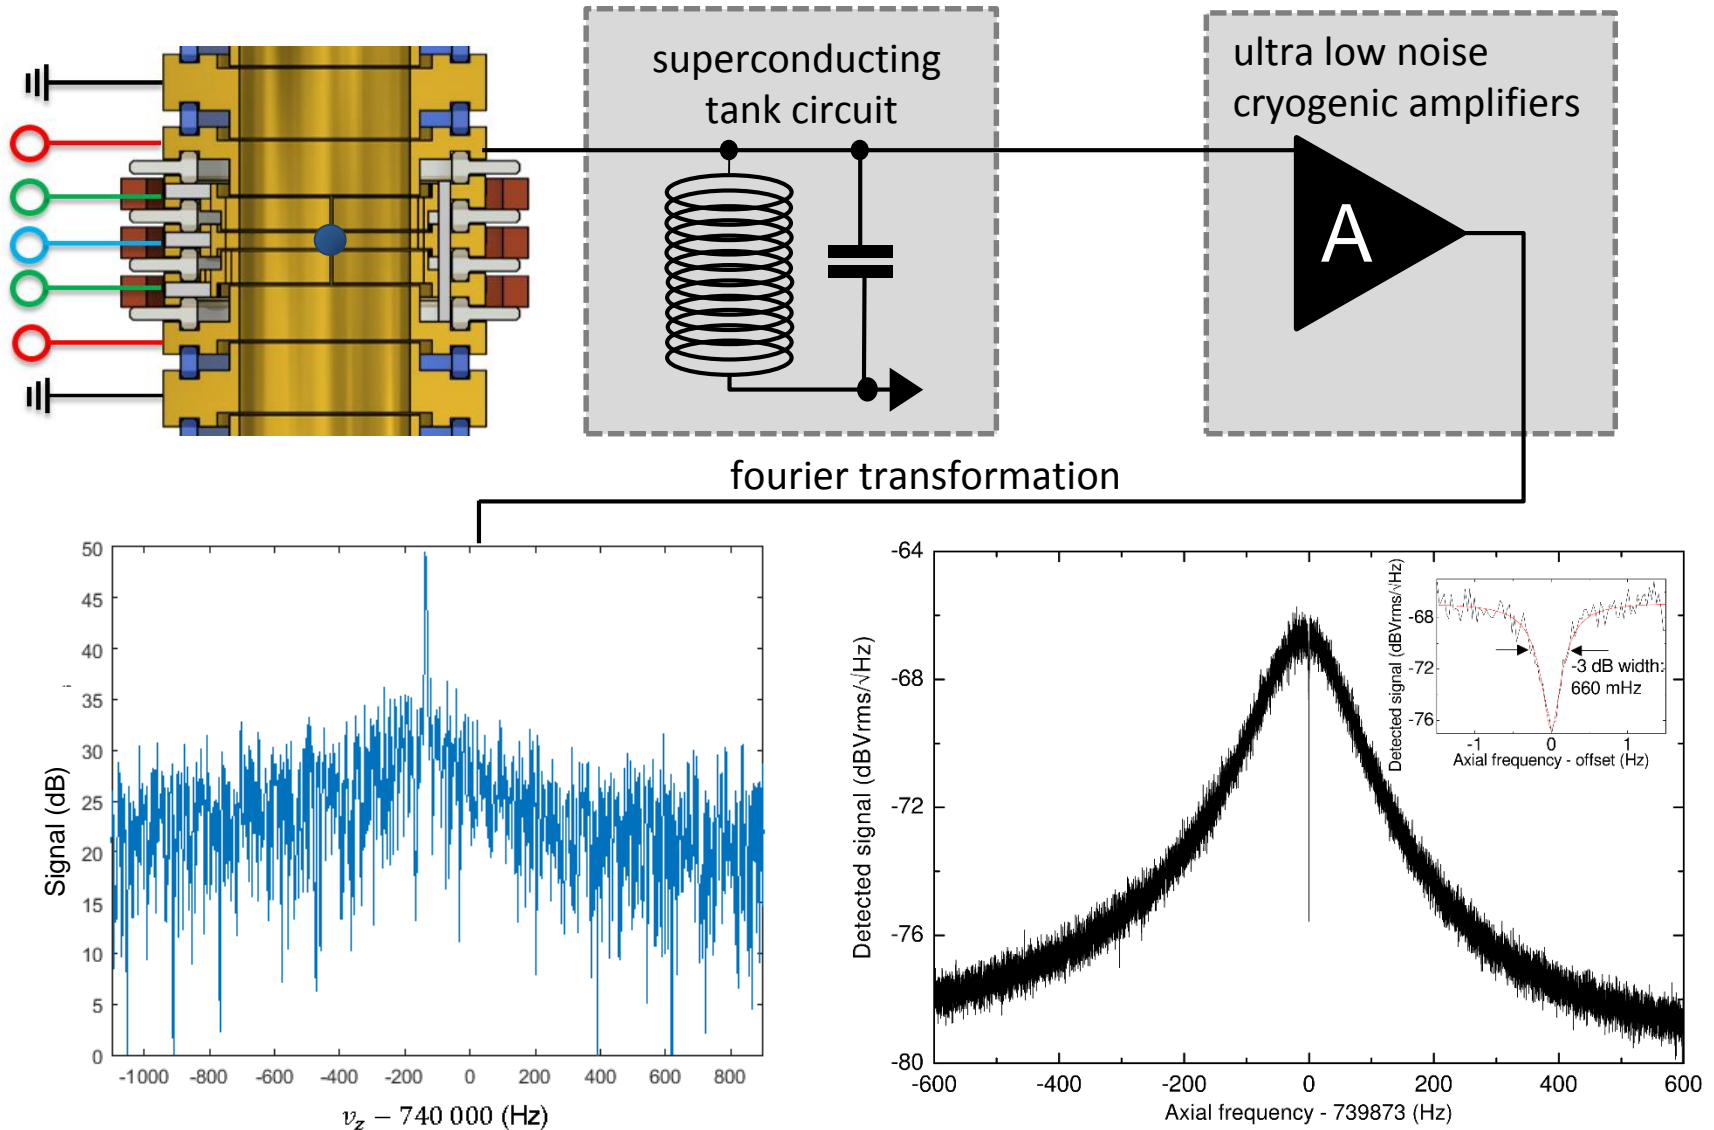 superconducting
tank circuit
ultra low noise
cryogenic amplifiers
A
fourier transformation
50
45
40
35
30
25
20
15
10
5
0
Signal (dB)
-1000 -800 -600 -400 -200 0 200 400 600 800
ν_z − 740 000 (Hz)
-64
-68
-72
-76
-80
Detected signal (dBVrms/√Hz)
-600 -400 -200 0 200 400 600
Axial frequency - 739873 (Hz)
-68
-72
-76
Detected signal (dBVrms/√Hz)
-3 dB width:
660 mHz
-1 0 1
Axial frequency - offset (Hz)